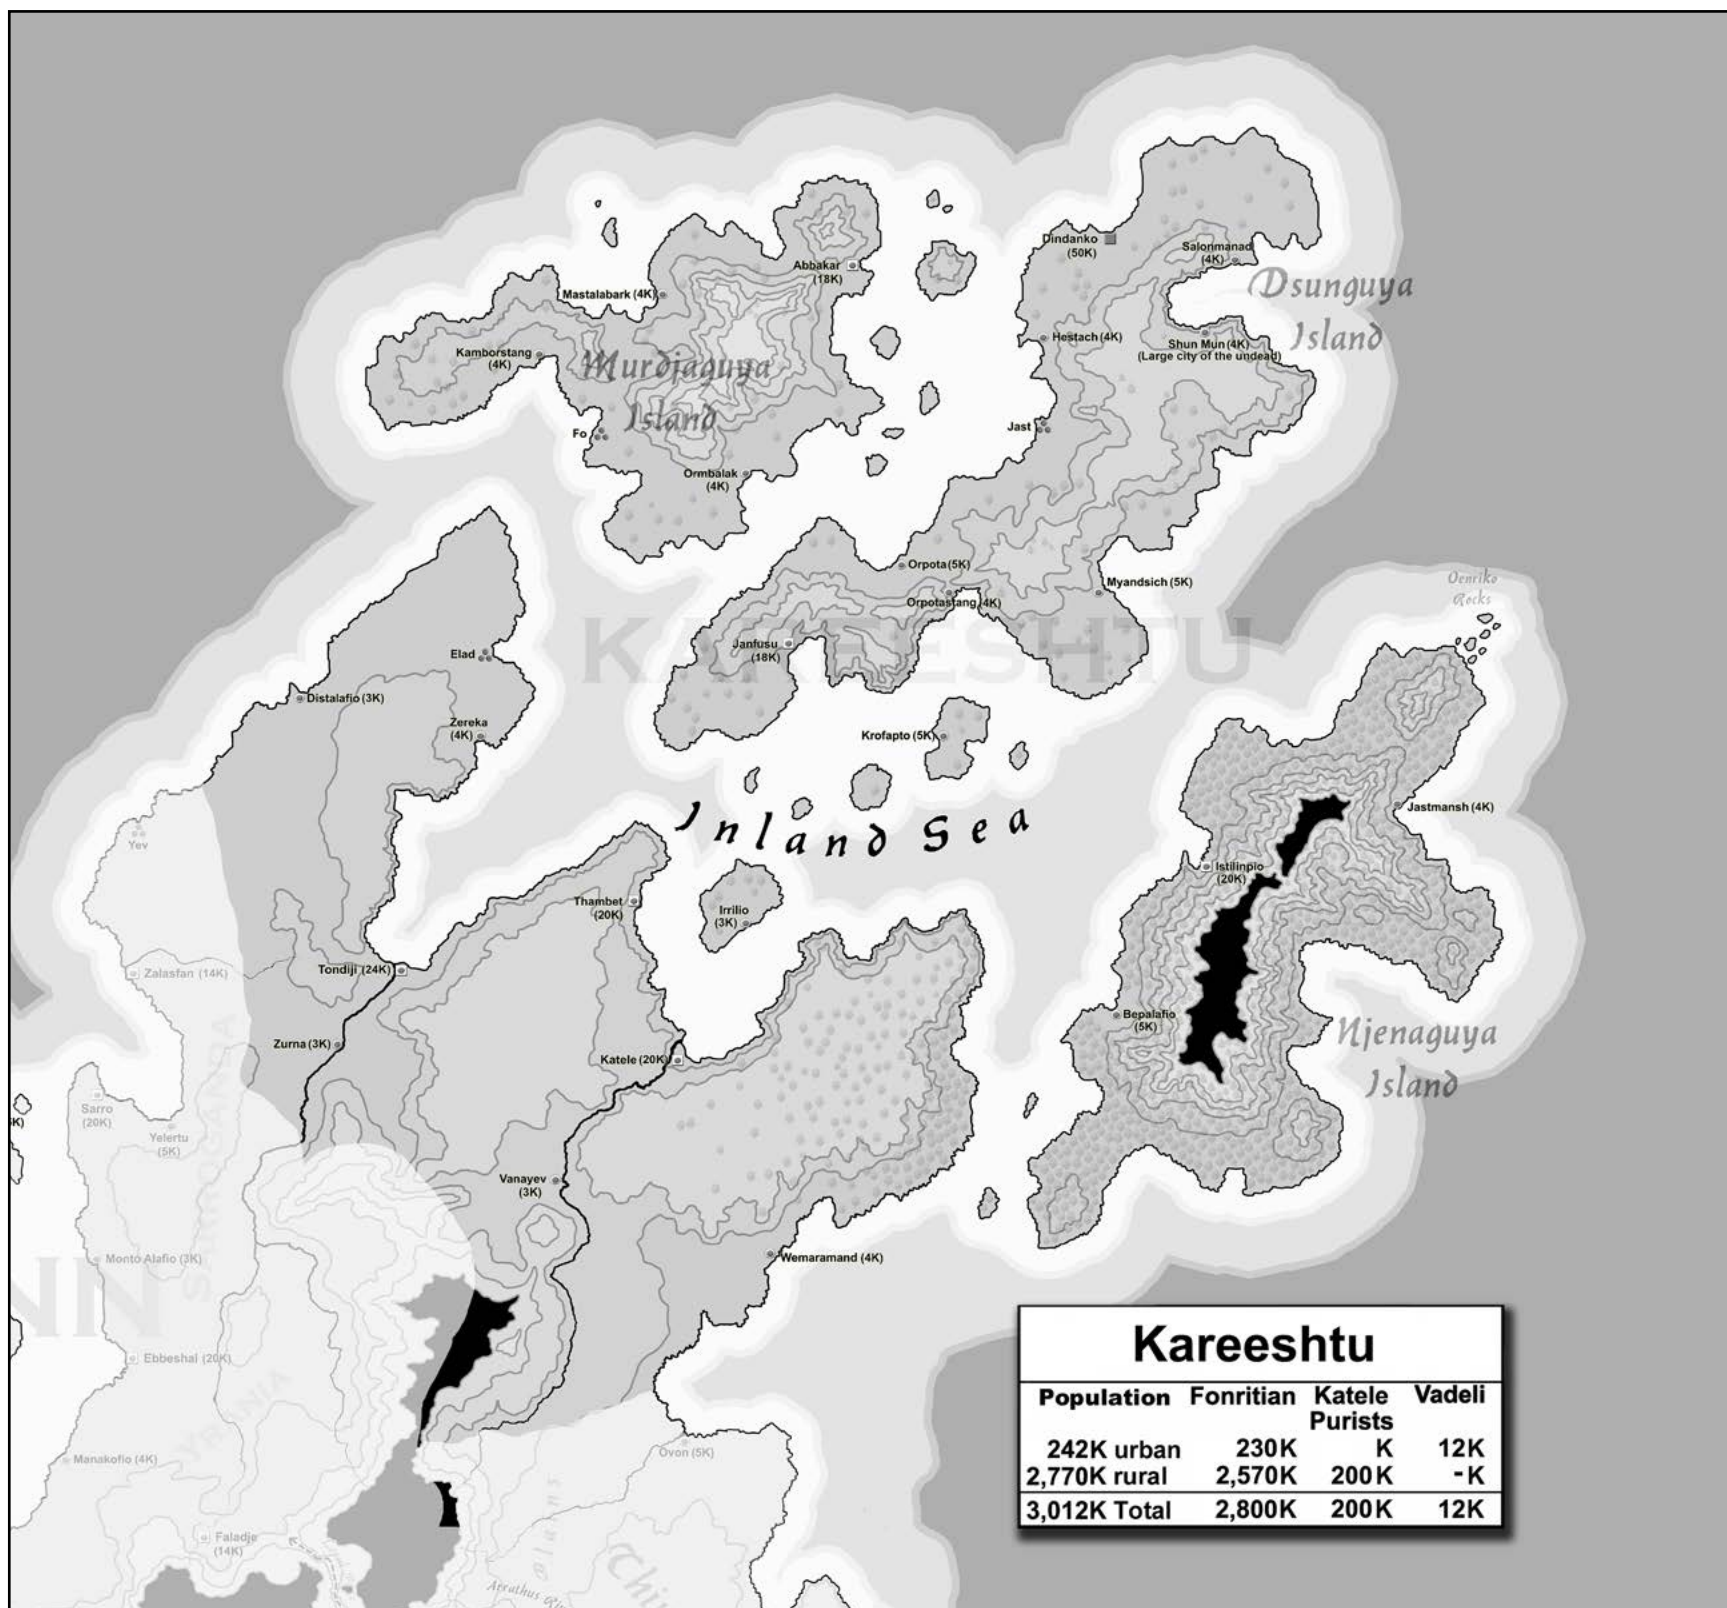 Dindanko
(50K)
Salonmanad
(4K)
Dsunguya
Island
Abbakar
(18K)
Mastalabark (4K)
Hestach (4K)
Shun Mun (4K)
(Large city of the undead)
Kamborstang
(4K)
Murdjaguya
Island
Fo
Jast
Ormbalak
(4K)
Orpota (5K)
Myandsich (5K)
Orpotastang (4K)
Oenriko
Rocks
KAREESHTU
Janfusu
(18K)
Elad
Distalafio (3K)
Zereka
(4K)
Krofapto (5K)
Jastmansh (4K)
Inland Sea
Yev
Istilinpio
(20K)
Thambet
(20K)
Irrilio
(3K)
Tondiji (24K)
Zalasfan (14K)
Bepalafio
(5K)
Njenaguya
Island
Zurna (3K)
Katele (20K)
Sarro
(20K)
K)
Yelertu
(5K)
Vanayev
(3K)
Monto Alafio (3K)
Wemaramand (4K)
NN
Ebbeshal (20K)
Manakofio (4K)
Ovon (5K)
Faladje
(14K)
Kareeshtu
Population Fonritian Katele Vadeli
Purists
242K urban 230K K 12K
2,770K rural 2,570K 200K -K
3,012K Total 2,800K 200K 12K